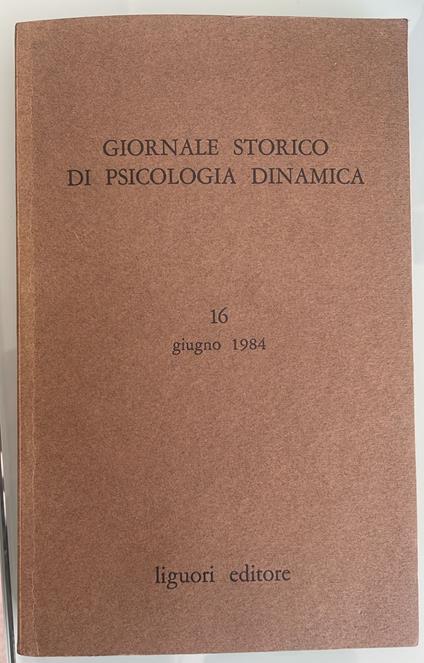 GIORNALE STORICO
DI PSICOLOGIA DINAMICA
16
giugno 1984
liguori editore